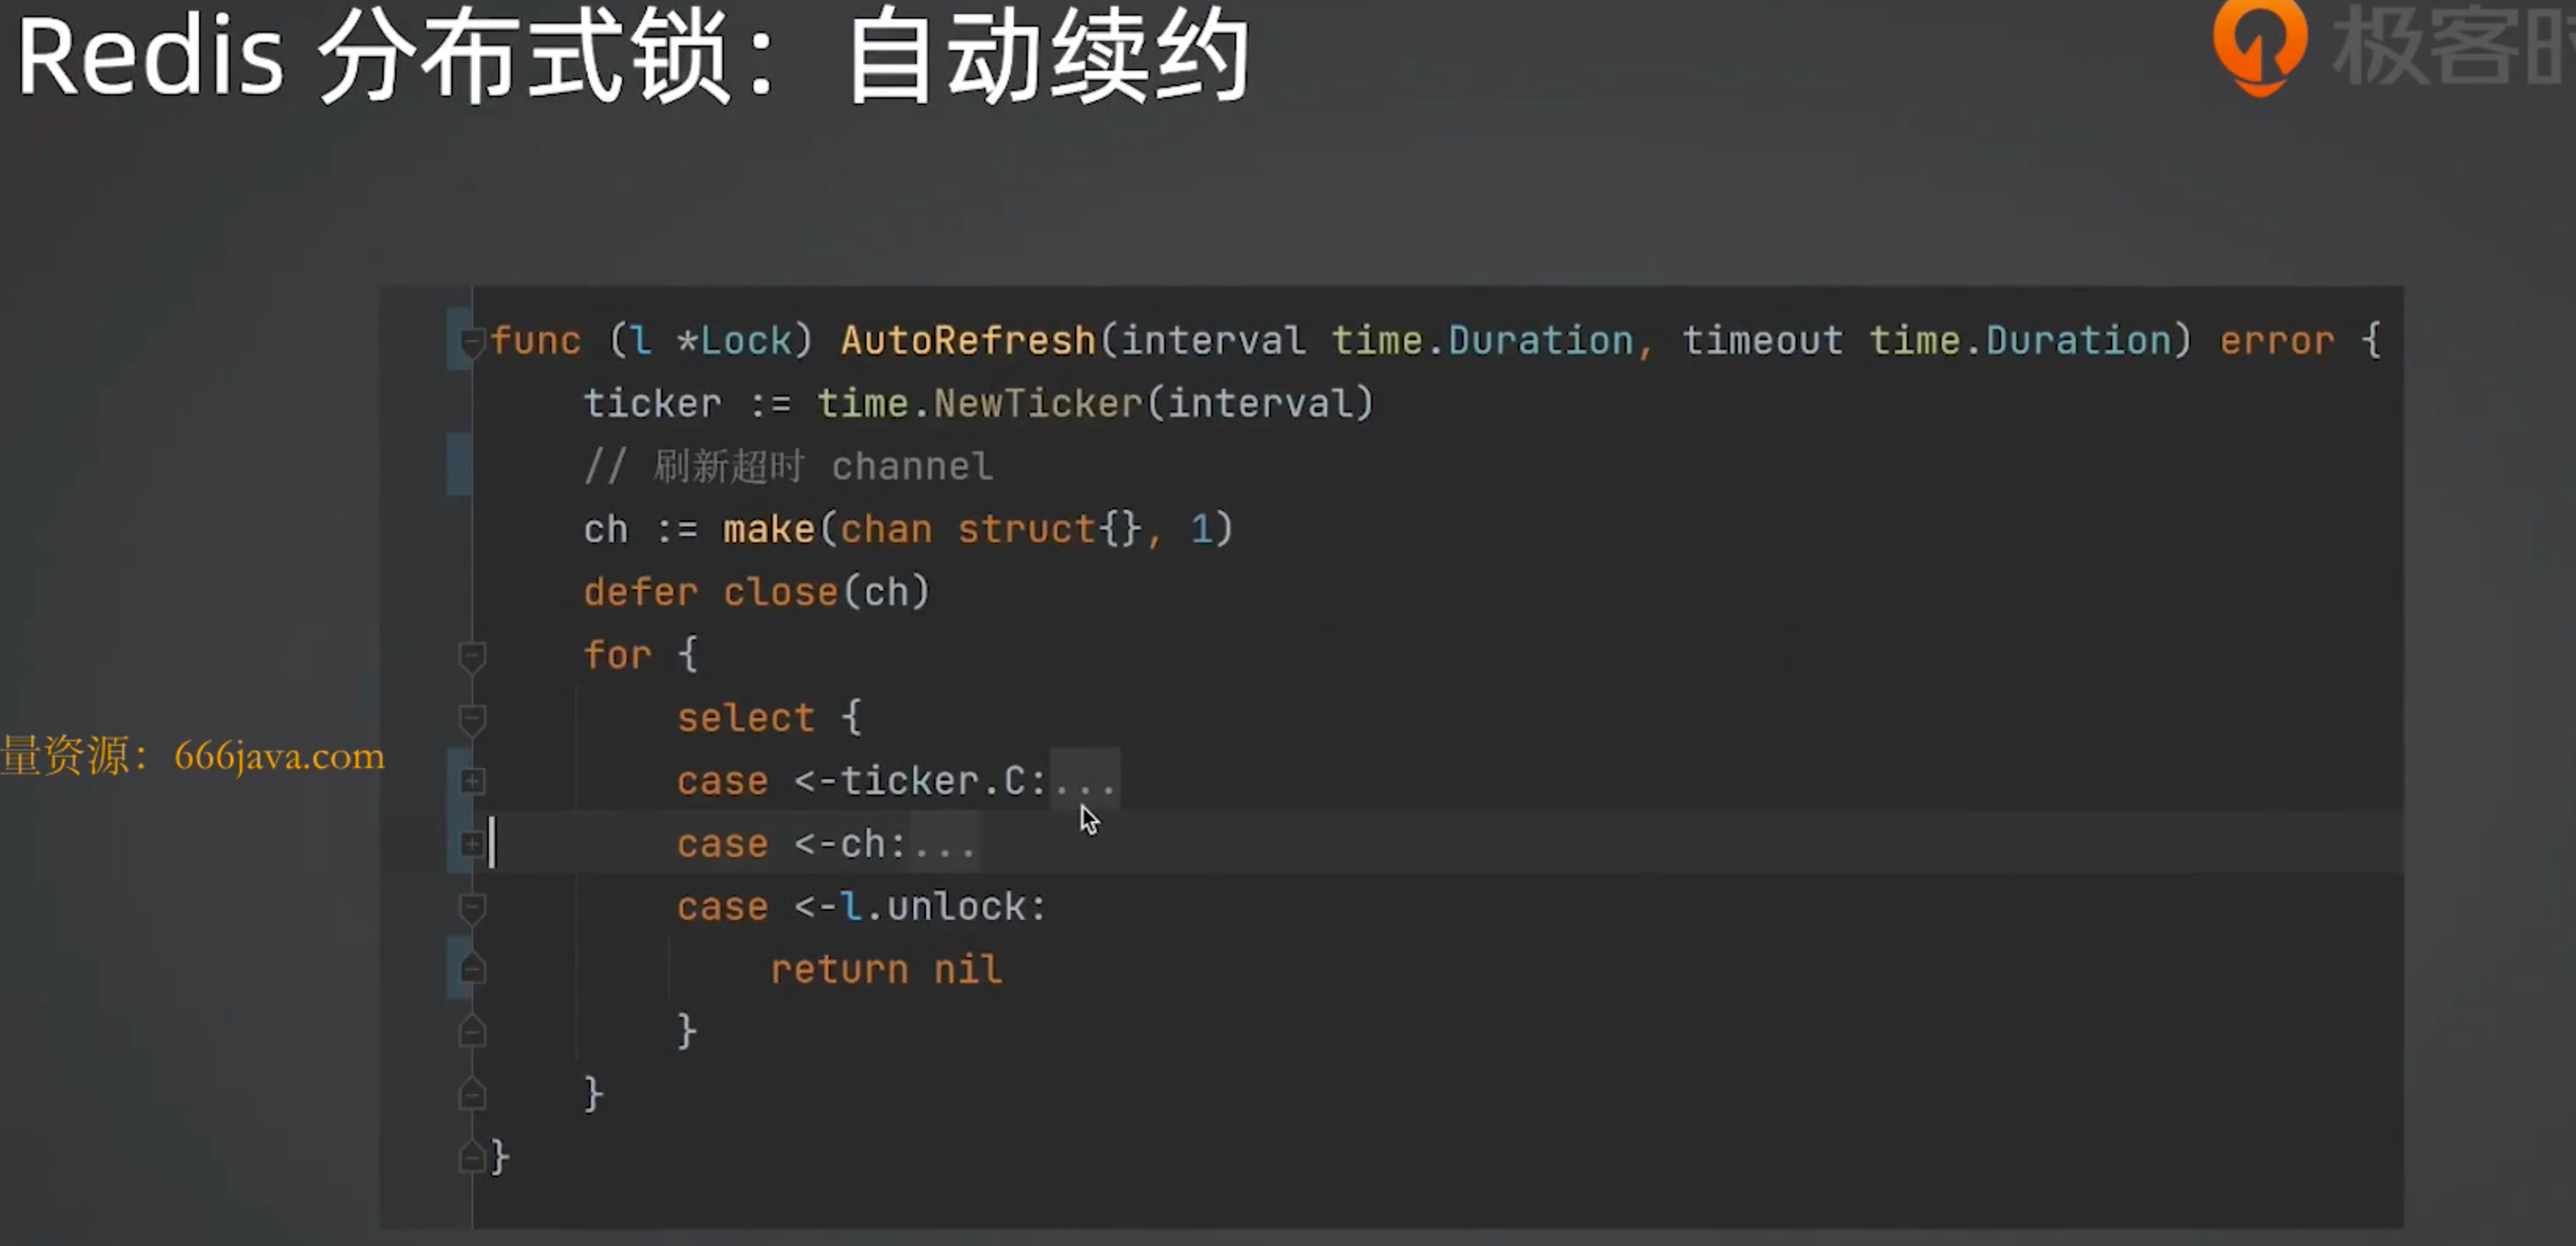 Redis 分布式锁：自动续约
极客时
func (l *Lock) AutoRefresh(interval time.Duration, timeout time.Duration) error {
ticker := time.NewTicker(interval)
// 刷新超时 channel
ch := make(chan struct{}, 1)
defer close(ch)
for {
select {
量资源：666java.com
case <-ticker.C:...
case <-ch:...
case <-l.unlock:
return nil
}
}
}